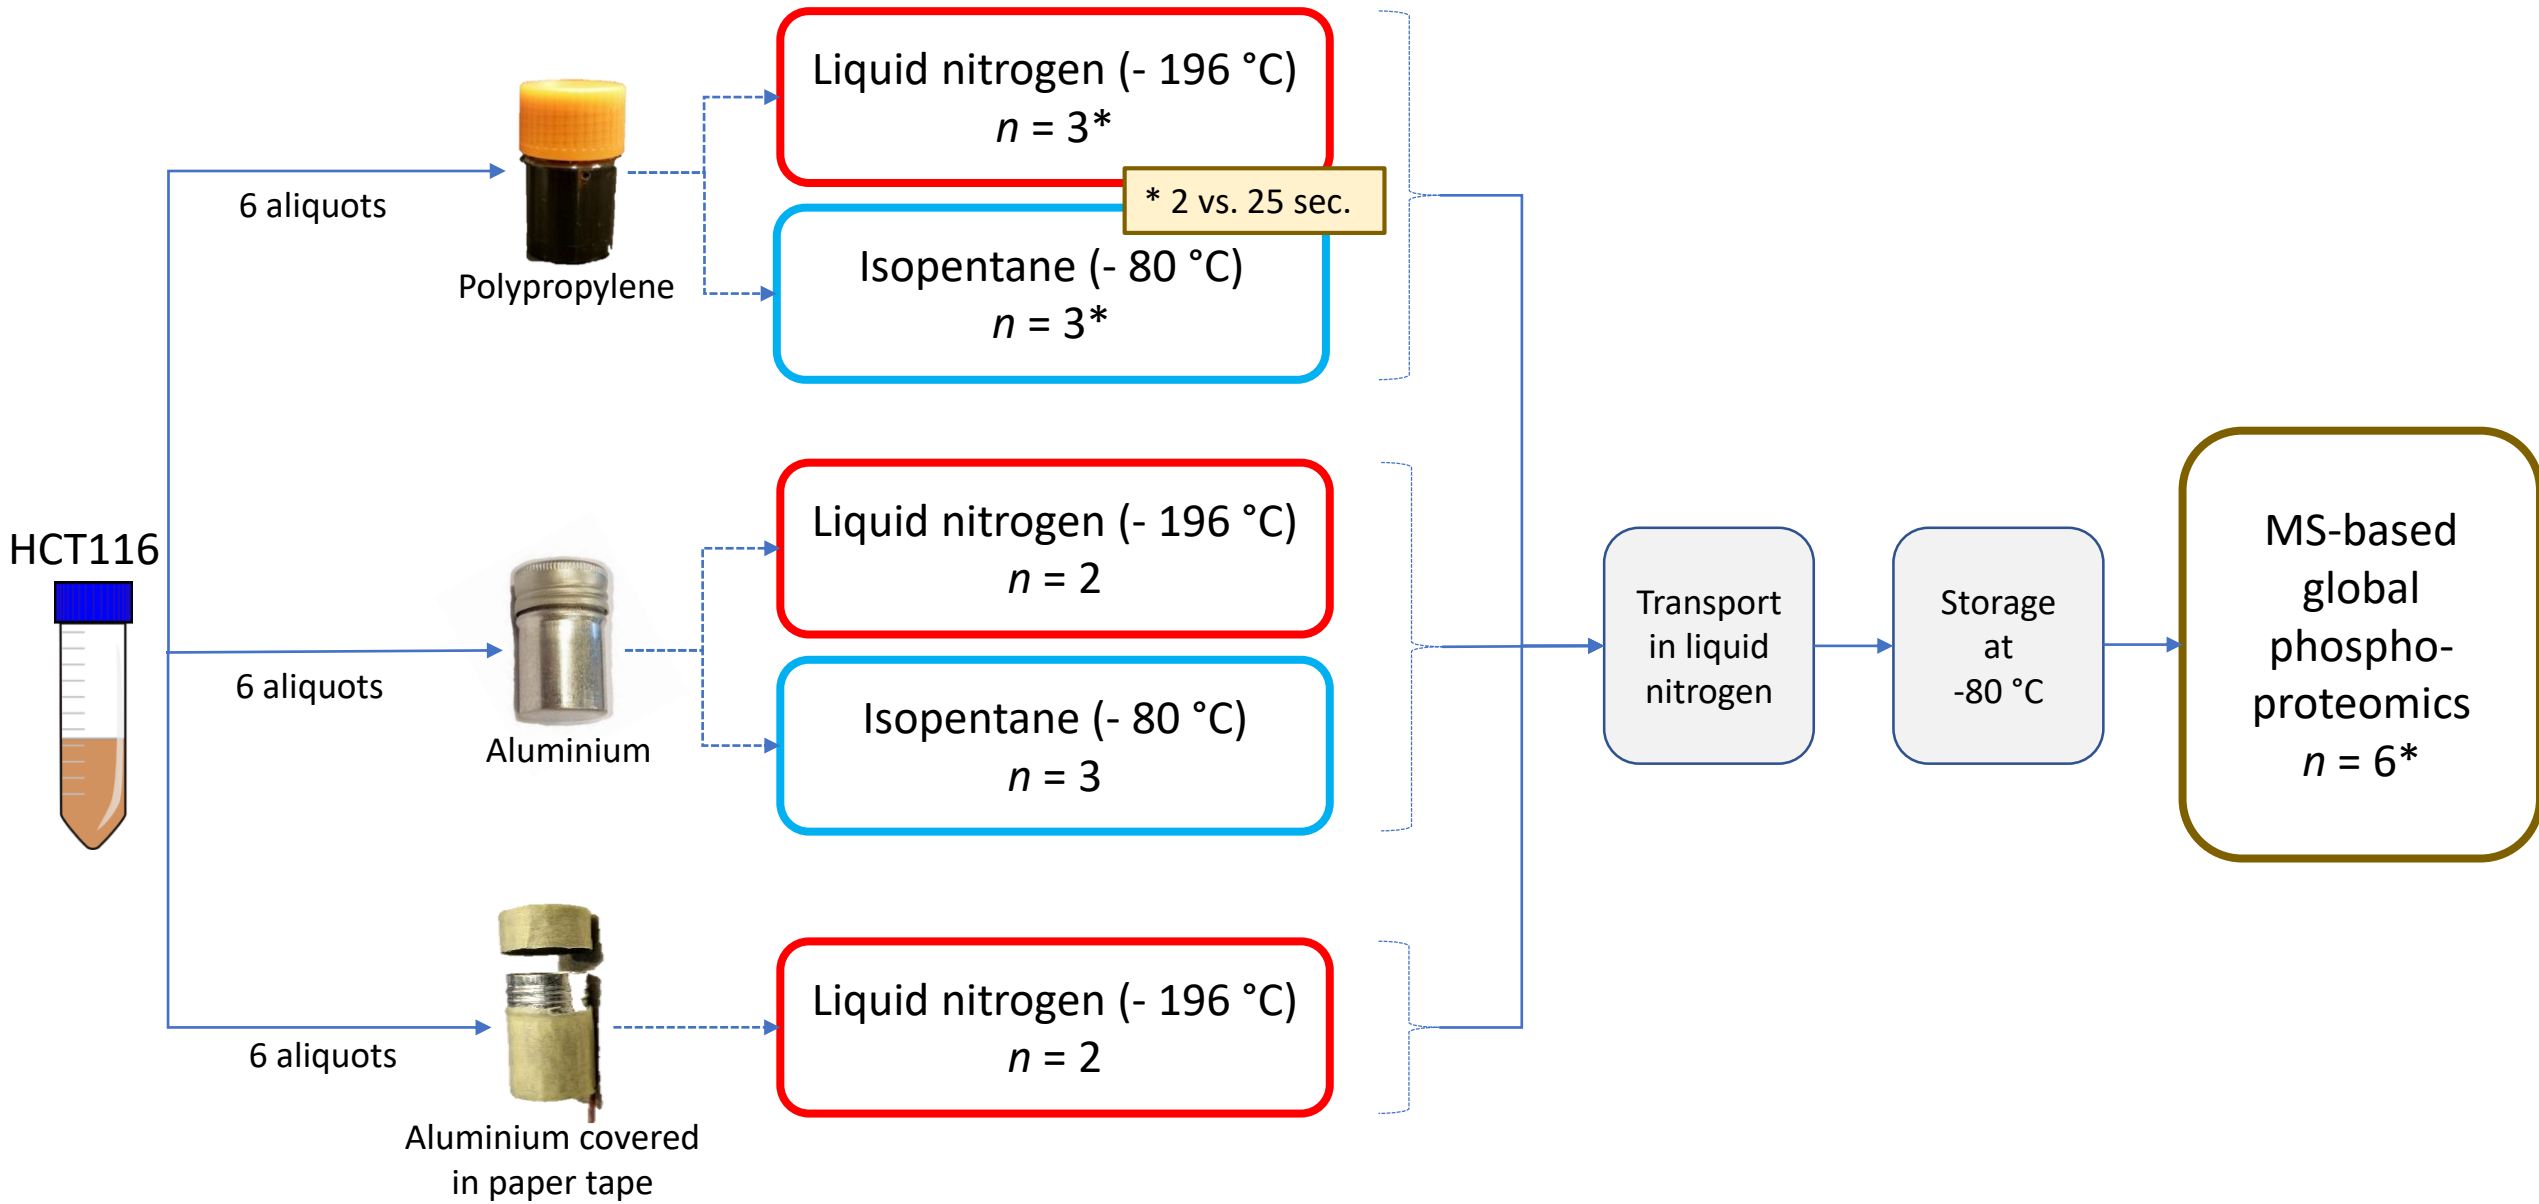 HCT116
6 aliquots
Polypropylene
Liquid nitrogen (- 196 °C)
n = 3*
* 2 vs. 25 sec.
Isopentane (- 80 °C)
n = 3*
6 aliquots
Aluminium
Liquid nitrogen (- 196 °C)
n = 2
Isopentane (- 80 °C)
n = 3
6 aliquots
Aluminium covered
in paper tape
Liquid nitrogen (- 196 °C)
n = 2
Transport
in liquid
nitrogen
Storage
at
-80 °C
MS-based
global
phospho-
proteomics
n = 6*